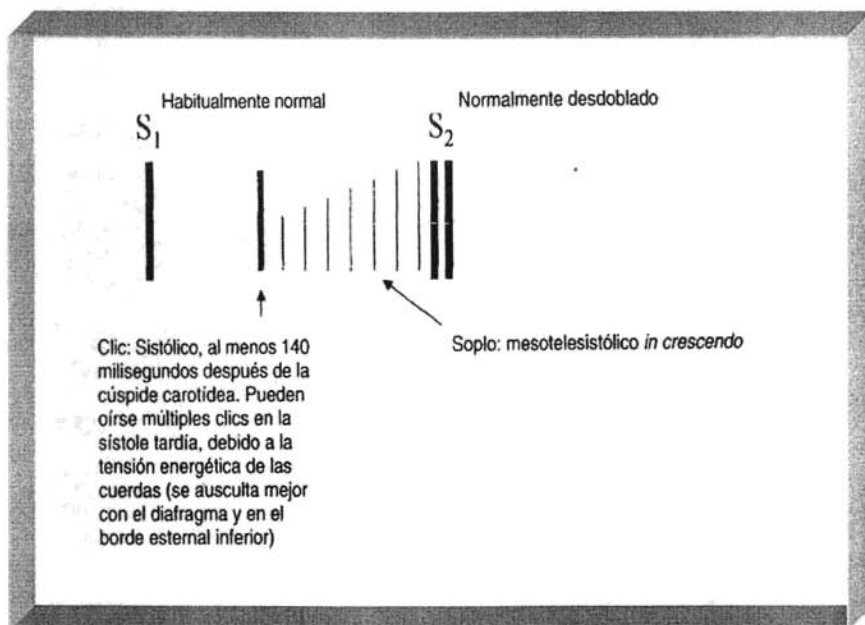 Habitualmente normal
Normalmente desdoblado
S1
S2
Clic: Sistólico, al menos 140
milisegundos después de la
cúspide carotídea. Pueden
oírse múltiples clics en la
sístole tardía, debido a la
tensión energética de las
cuerdas (se ausculta mejor
con el diafragma y en el
borde esternal inferior)
Soplo: mesotelesistólico in crescendo